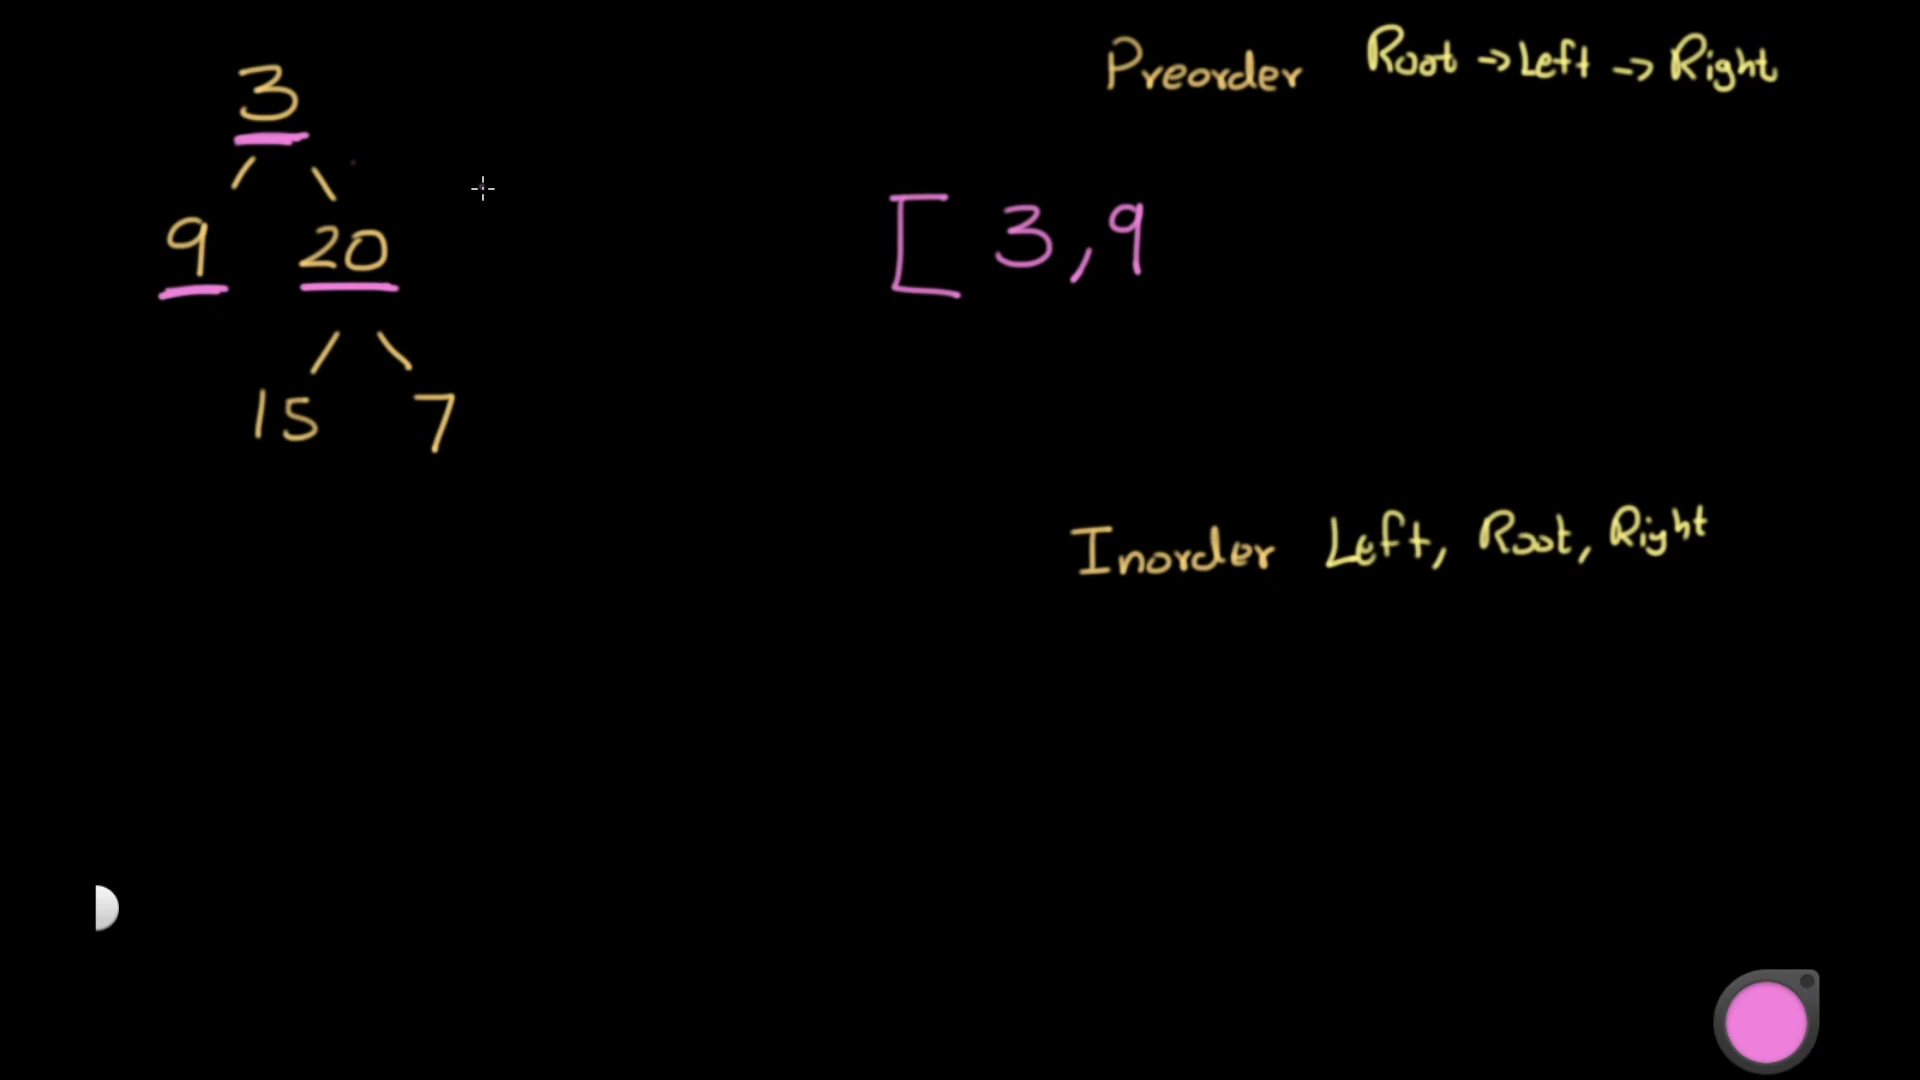 3
9 20
15 7
Preorder Root -> Left -> Right
[ 3, 9
Inorder Left, Root, Right